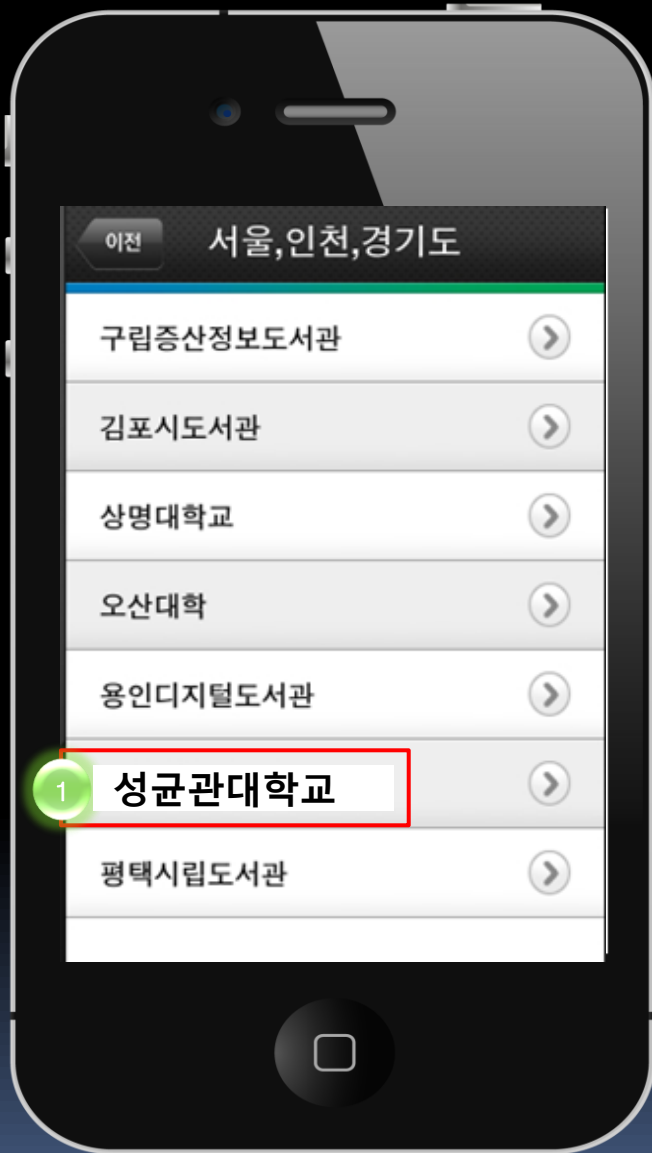 이전
서울,인천,경기도
구립증산정보도서관
김포시도서관
상명대학교
오산대학
용인디지털도서관
1 성균관대학교
평택시립도서관